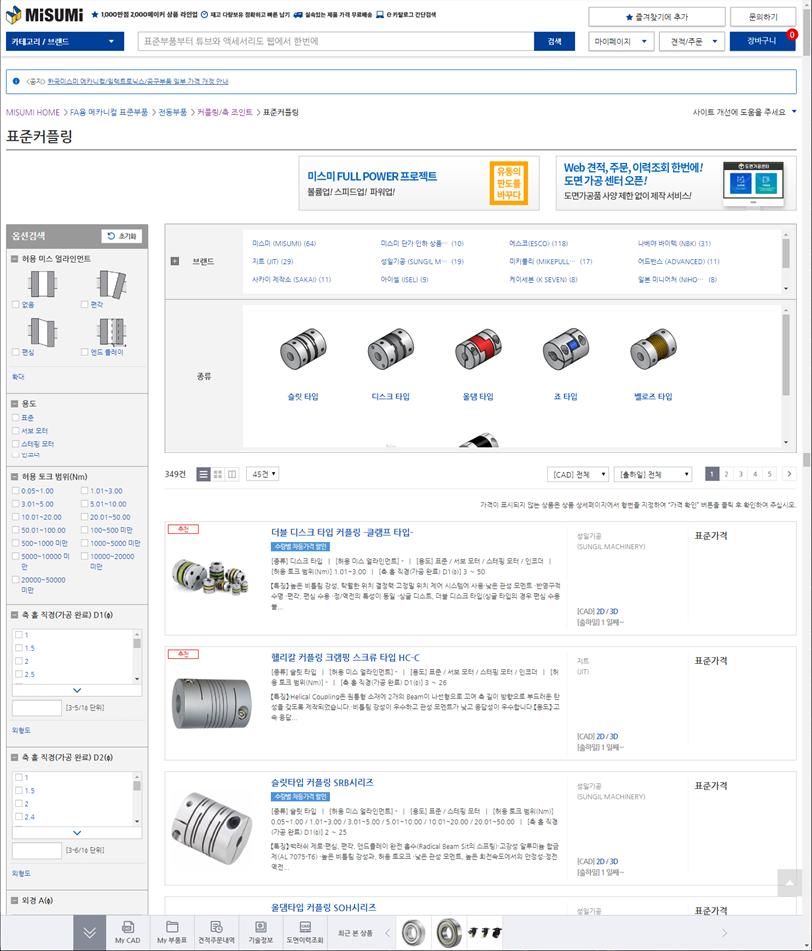 MiSUMi
1,000만점 2,000메이커 상품 라인업
재고 다량보유 정확하고 빠른 납기
실속있는 제품 가격 무료배송
e카탈로그 간단검색
★ 즐겨찾기에 추가
문의하기
카테고리 / 브랜드
표준부품부터 튜브와 액세서리도 웹에서 한번에
검색
마이페이지
견적/주문
장바구니
0
<공지> 한국미스미 메카니컬/일렉트로닉스/공구부품 일부 가격 개정 안내
MISUMI HOME > FA용 메카니컬 표준부품 > 전동부품 > 커플링/축 조인트 > 표준커플링
사이트 개선에 도움을 주세요
표준커플링
미스미 FULL POWER 프로젝트
볼륨업! 스피드업! 파워업!
유통의
판도를
바꾸다
Web 견적, 주문, 이력조회 한번에!
도면 가공 센터 오픈!
도면가공품 사양 제한 없이 제작 서비스!
옵션검색
초기화
허용 미스 얼라인먼트
없음
편각
편심
엔드 플레이
확대
용도
표준
서보 모터
스테핑 모터
인코더
허용 토크 범위(Nm)
0.05~1.00
1.01~3.00
3.01~5.00
5.01~10.00
10.01~20.00
20.01~50.00
50.01~100.00
100~500 미만
500~1000 미만
1000~5000 미만
5000~10000 미만
10000~20000 미만
20000~50000 미만
축 홀 직경(가공 완료) D1(φ)
1
1.5
2
2.5
[3-5/1φ 단위]
외형도
축 홀 직경(가공 완료) D2(φ)
1
1.5
2
2.4
[3-6/1φ 단위]
외형도
외경 A(φ)
브랜드
미스미 (MISUMI) (64)
미스미 단가 인하 상품… (10)
에스코(ESCO) (118)
나베야 바이텍 (NBK) (31)
지트 (JIT) (29)
성일기공 (SUNGIL M… (19)
미키풀리 (MIKIPULL… (17)
어드반스 (ADVANCED) (11)
사카이 제작소 (SAKAI) (11)
아이셀 (ISEL) (9)
케이세븐 (K SEVEN) (8)
일본 미니어처 (NIHO… (8)
종류
슬릿 타입
디스크 타입
올덤 타입
죠 타입
벨로즈 타입
349건
45건
[CAD] 전체
[출하일] 전체
1 2 3 4 5
가격이 표시되지 않는 상품은 상품 상세페이지에서 형번을 지정하여 "가격 확인" 버튼을 클릭 후 확인하여 주십시오.
추천
더블 디스크 타입 커플링 -클램프 타입-
수량별 차등가격 할인
[종류] 디스크 타입 | [허용 미스 얼라인먼트] - | [용도] 표준 / 서보 모터 / 스테핑 모터 / 인코더 |
[허용 토크 범위(Nm)] 1.01~3.00 | [축 홀 직경(가공 완료) D1(φ)] 3 ~ 50
[특징]·높은 비틀림 강성, 탁월한 위치 결정력·고정밀 위치 제어 시스템에 사용·낮은 관성 모먼트 ·반영구적
수명 ·편각, 편심 수용 ·정/역전의 특성이 동일 ·싱글 디스트, 더블 디스크 타입(싱글 타입의 경우 편심 수용
불...
성일기공
(SUNGIL MACHINERY)
[CAD] 2D / 3D
[출하일] 1 일째~
표준가격
추천
헬리칼 커플링 크램핑 스크류 타입 HC-C
[종류] 슬릿 타입 | [허용 미스 얼라인먼트] - | [용도] 표준 / 서보 모터 / 스테핑 모터 / 인코더 | [허
용 토크 범위(Nm)] - | [축 홀 직경(가공 완료) D1(φ)] 3 ~ 26
[특징]·Helical Coupling은 원통형 소재에 2개의 Beam이 나선형으로 꼬여 축 길이 방향으로 부드러운 탄
성을 갖도록 제작되었습니다.·비틀림 강성이 우수하고 관성 모먼트가 낮고 응답성이 우수합니다.[용도]·고
속 응답...
지트
(JIT)
[CAD] 2D / 3D
[출하일] 1 일째~
표준가격
슬릿타입 커플링 SRB시리즈
수량별 차등가격 할인
[종류] 슬릿 타입 | [허용 미스 얼라인먼트] - | [용도] 표준 / 스테핑 모터 | [허용 토크 범위(Nm)]
0.05~1.00 / 1.01~3.00 / 3.01~5.00 / 5.01~10.00 / 10.01~20.00 / 20.01~50.00 | [축 홀 직경
(가공 완료) D1(φ)] 2 ~ 25
[특징]·백러쉬 제로·편심, 편각, 엔드플레이 완전 흡수(Radical Beam Sit의 스프링)·고강성 알루미늄 합금
제(AL 7075-T6) ·높은 비틀림 강성과, 허용 토오크 ·낮은 관성 모먼트, 높은 회전속도에서의 안정성·정전
역전...
성일기공
(SUNGIL MACHINERY)
[CAD] 2D / 3D
[출하일] 1 일째~
표준가격
올덤타입 커플링 SOH시리즈
성일기공
표준가격
My CAD
My 부품표
견적주문내역
기술정보
도면이력조회
최근 본 상품